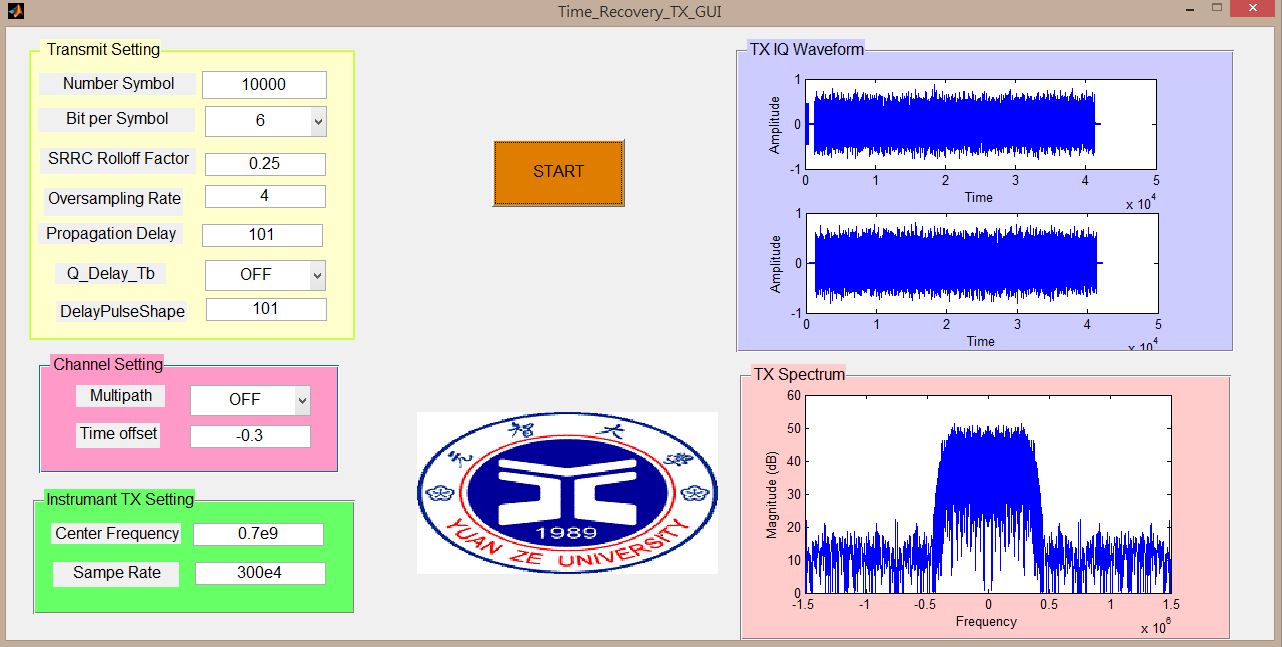 Time_Recovery_TX_GUI
Transmit Setting
Number Symbol 10000
Bit per Symbol 6
SRRC Rolloff Factor 0.25
Oversampling Rate 4
Propagation Delay 101
Q_Delay_Tb OFF
DelayPulseShape 101
Channel Setting
Multipath OFF
Time offset -0.3
Instrumant TX Setting
Center Frequency 0.7e9
Sampe Rate 300e4
START
元智大學
1989
YUAN ZE UNIVERSITY
TX IQ Waveform
1
0
-1
Amplitude
0 1 2 3 4 5
Time
x 10^4
1
0
-1
Amplitude
0 1 2 3 4 5
Time
x 10^4
TX Spectrum
60
50
40
30
20
10
0
Magnitude (dB)
-1.5 -1 -0.5 0 0.5 1 1.5
Frequency
x 10^6